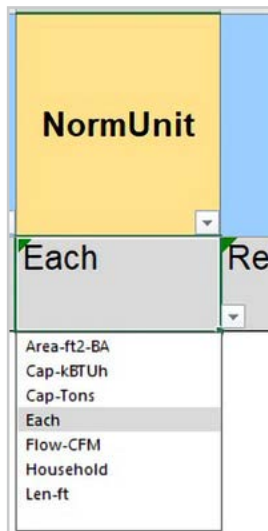 NormUnit
Each Re
Area-ft2-BA
Cap-kBTUh
Cap-Tons
Each
Flow-CFM
Household
Len-ft